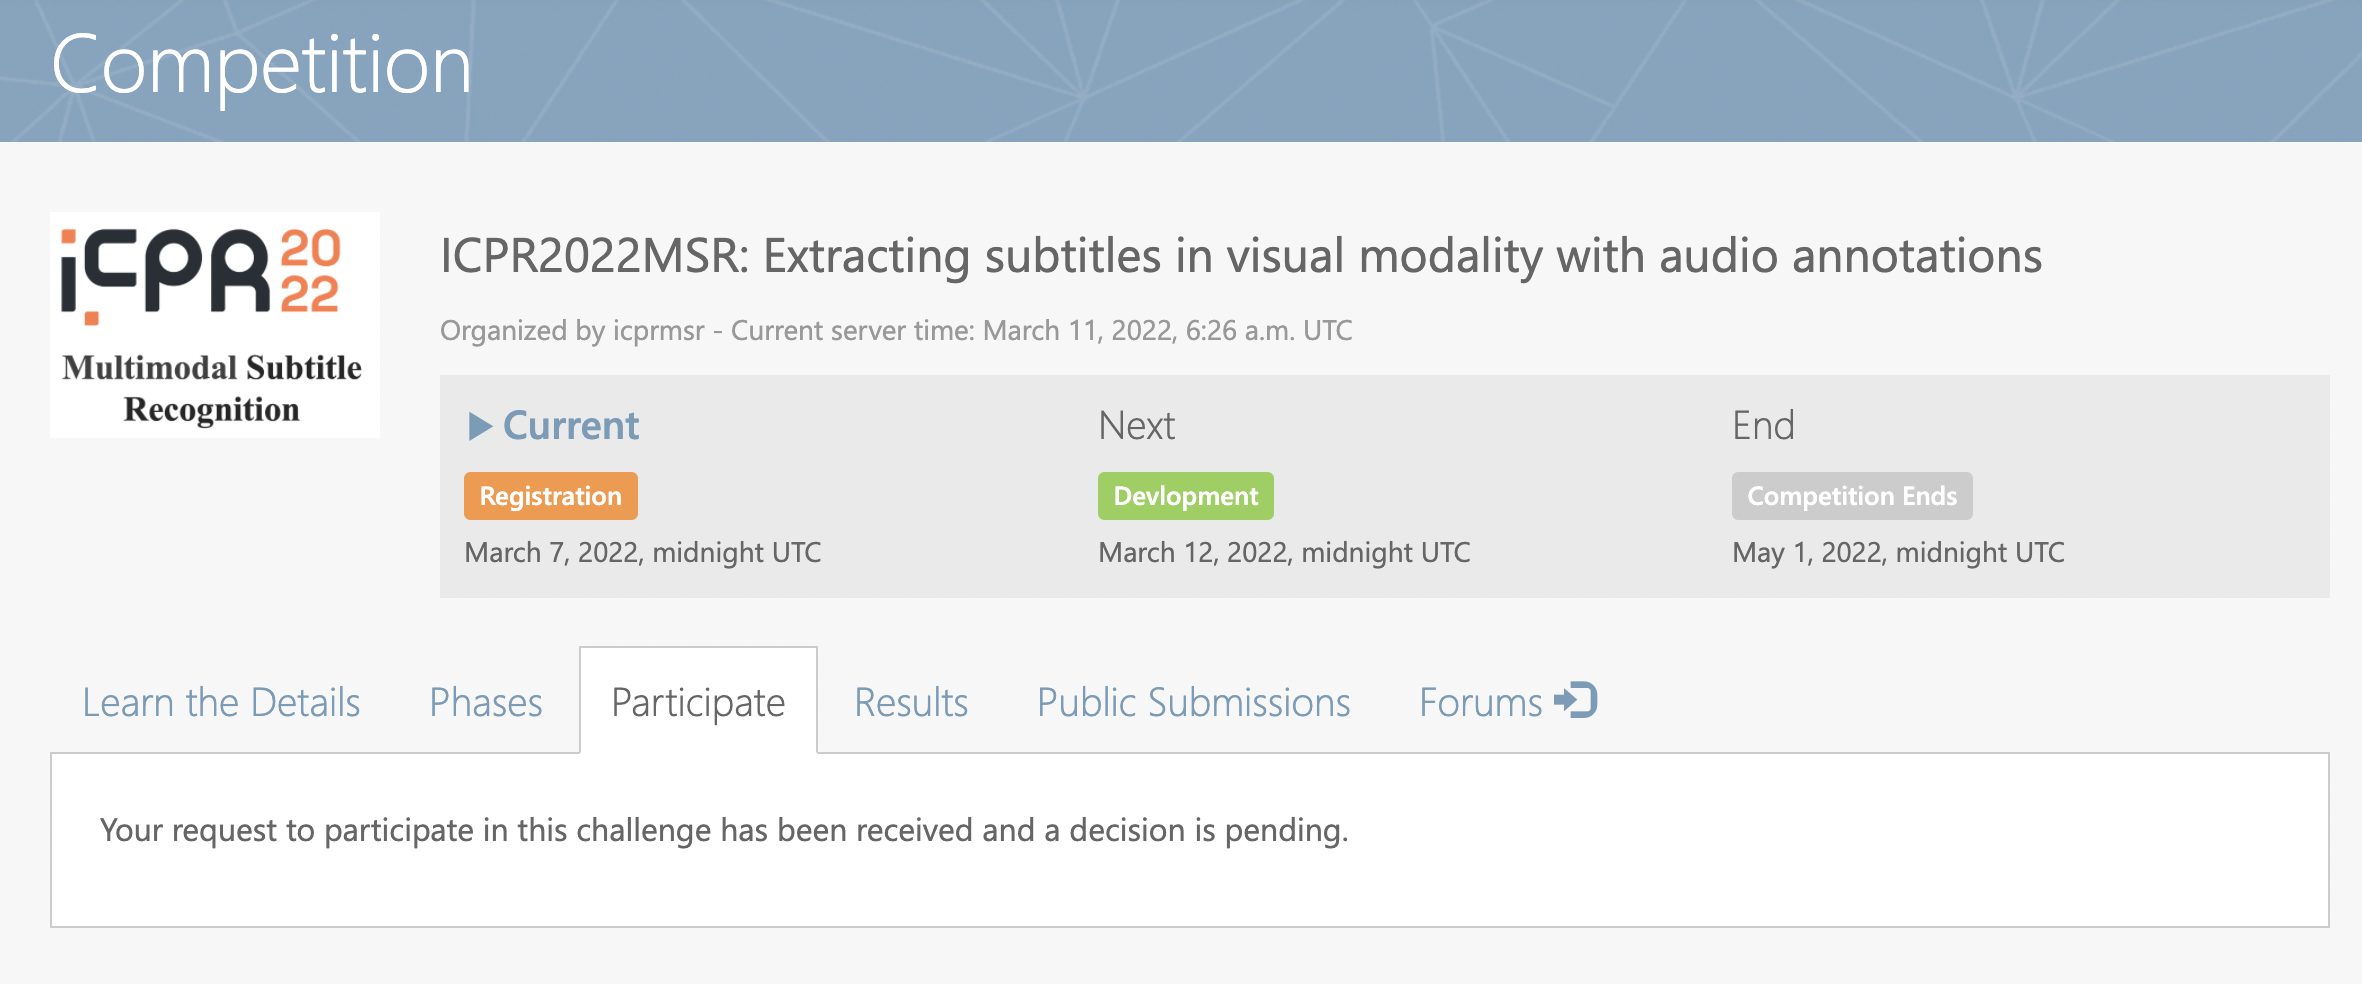 Competition
iCPR 2022
Multimodal Subtitle
Recognition
ICPR2022MSR: Extracting subtitles in visual modality with audio annotations
Organized by icprmsr - Current server time: March 11, 2022, 6:26 a.m. UTC
Current
Registration
March 7, 2022, midnight UTC
Next
Devlopment
March 12, 2022, midnight UTC
End
Competition Ends
May 1, 2022, midnight UTC
Learn the Details Phases Participate Results Public Submissions Forums
Your request to participate in this challenge has been received and a decision is pending.